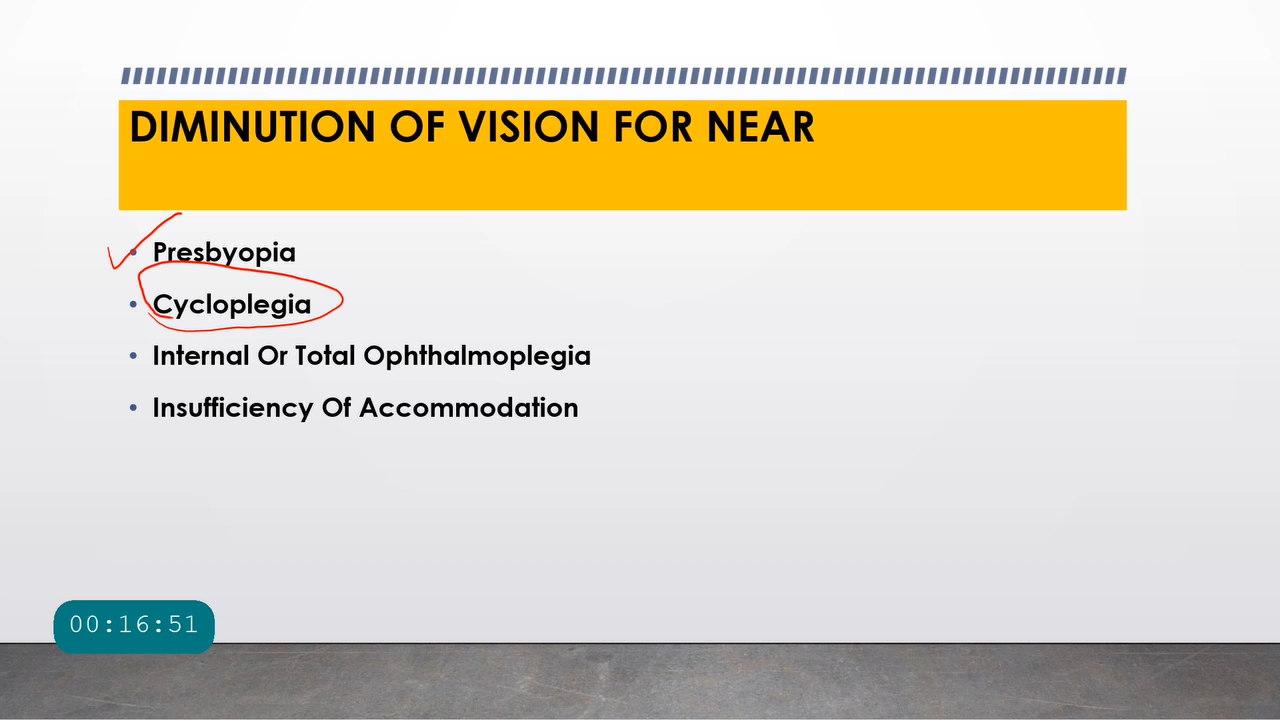 DIMINUTION OF VISION FOR NEAR
• Presbyopia
• Cycloplegia
• Internal Or Total Ophthalmoplegia
• Insufficiency Of Accommodation
00:16:51